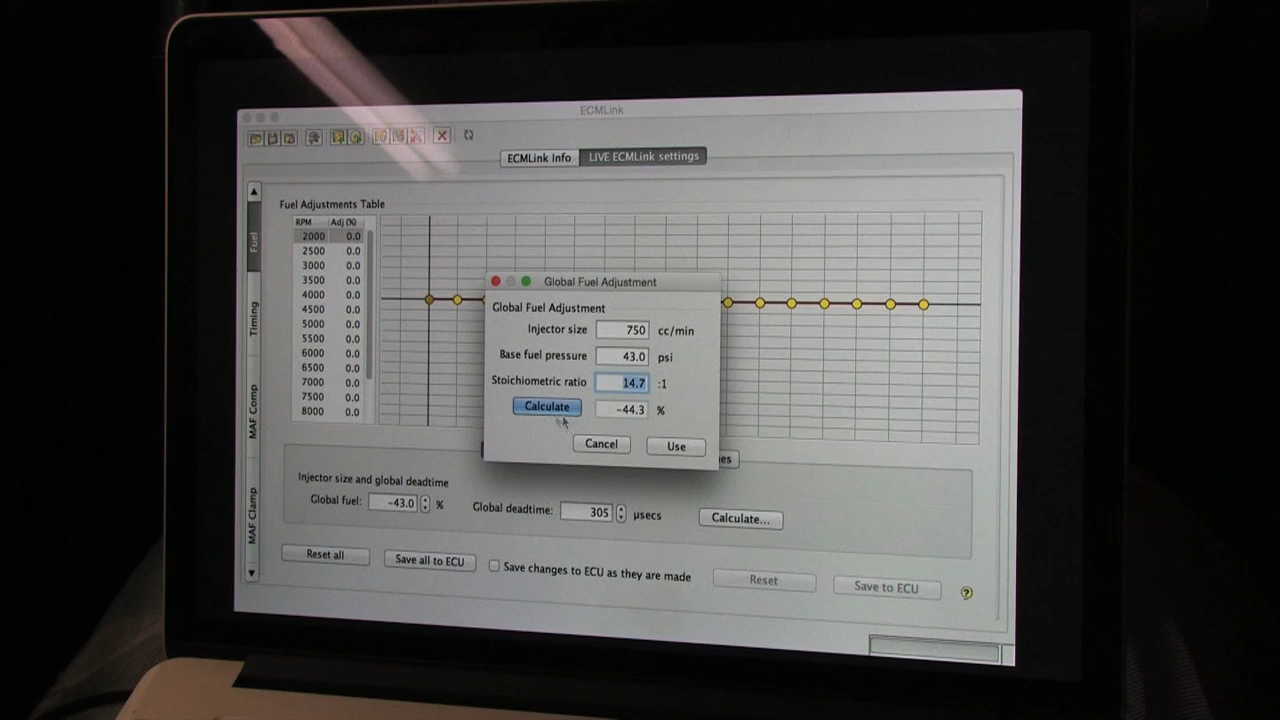 ECMLink
ECMLink Info
LIVE ECMLink settings
Fuel
Timing
MAF Comp
MAF Clamp
Fuel Adjustments Table
RPM Adj (%)
2000 0.0
2500 0.0
3000 0.0
3500 0.0
4000 0.0
4500 0.0
5000 0.0
5500 0.0
6000 0.0
6500 0.0
7000 0.0
7500 0.0
8000 0.0
Global Fuel Adjustment
Global Fuel Adjustment
Injector size 750 cc/min
Base fuel pressure 43.0 psi
Stoichiometric ratio 14.7 :1
Calculate -44.3 %
Cancel Use
es
Injector size and global deadtime
Global fuel: -43.0 % Global deadtime: 305 µsecs Calculate...
Reset all Save all to ECU Save changes to ECU as they are made Reset Save to ECU ?